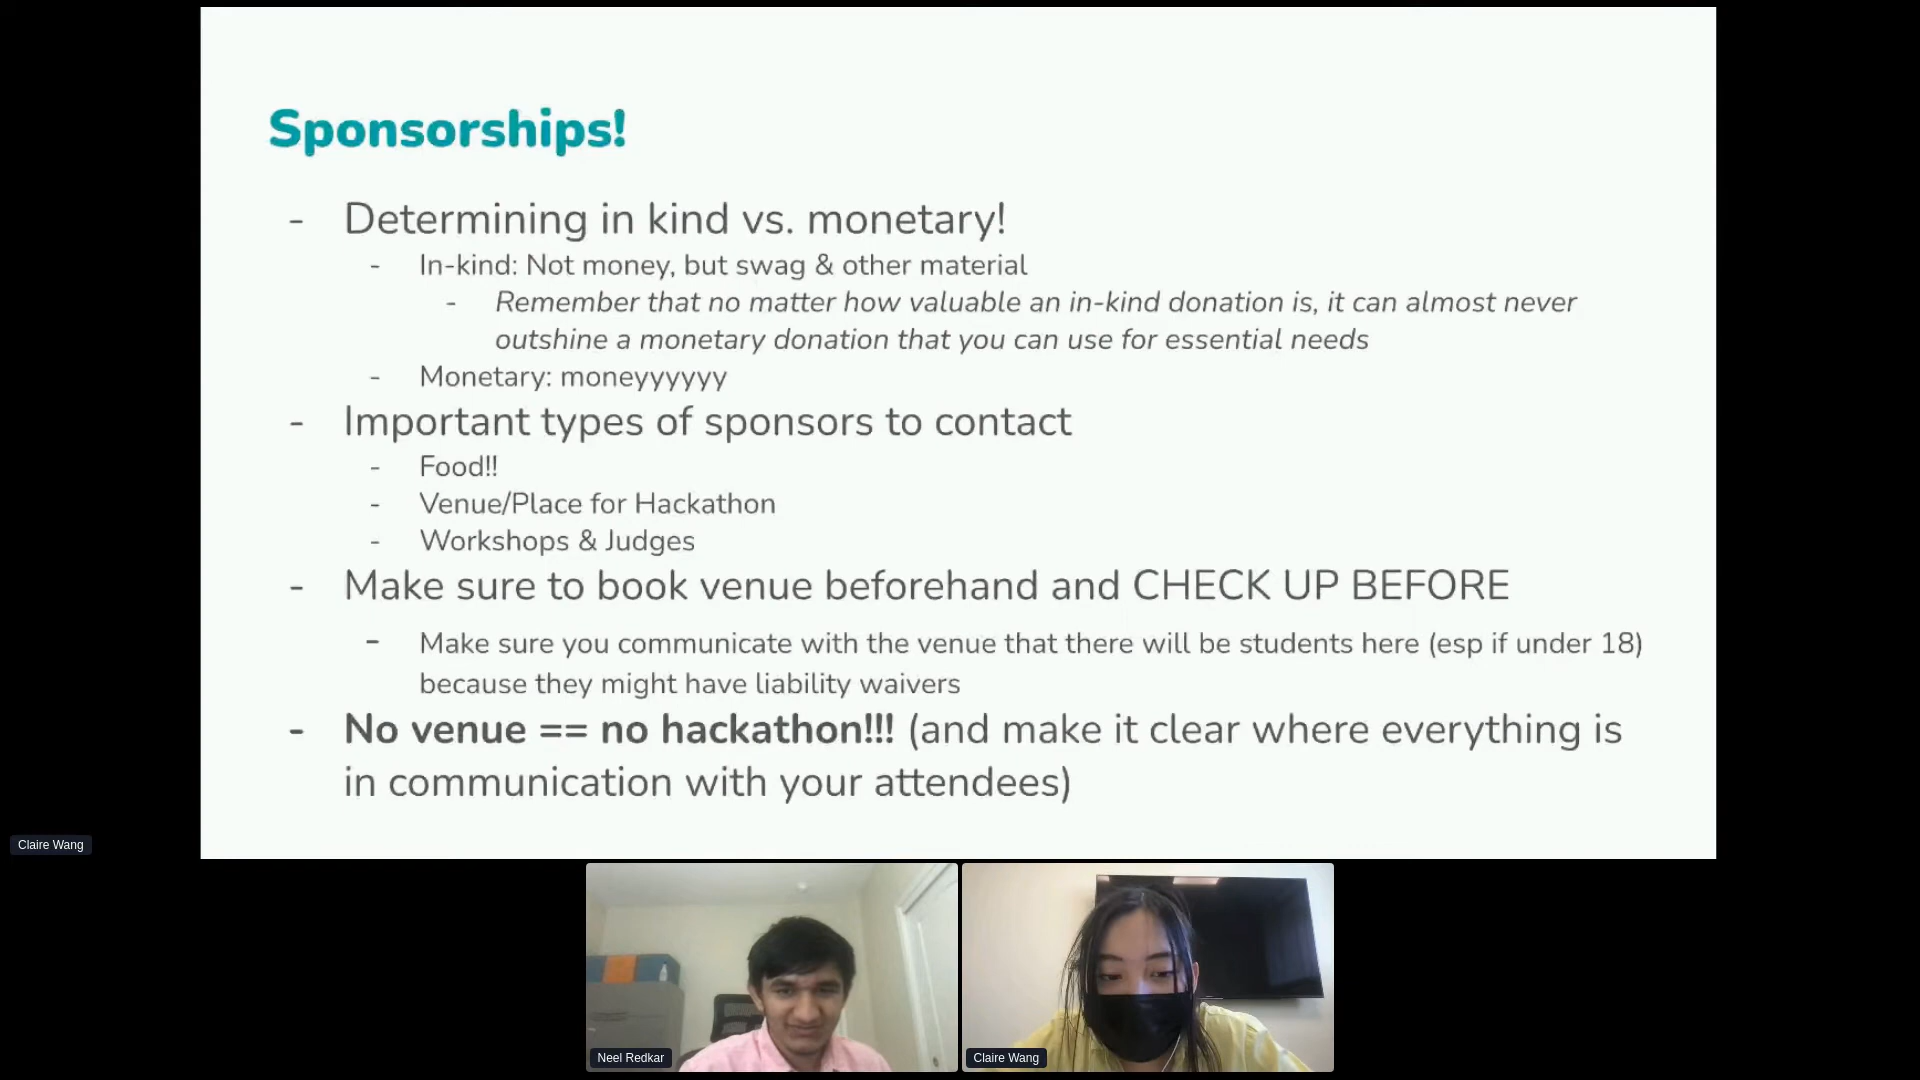 Sponsorships!
- Determining in kind vs. monetary!
- In-kind: Not money, but swag & other material
- Remember that no matter how valuable an in-kind donation is, it can almost never
outshine a monetary donation that you can use for essential needs
- Monetary: moneyyyyyy
- Important types of sponsors to contact
- Food!!
- Venue/Place for Hackathon
- Workshops & Judges
- Make sure to book venue beforehand and CHECK UP BEFORE
- Make sure you communicate with the venue that there will be students here (esp if under 18)
because they might have liability waivers
- No venue == no hackathon!!! (and make it clear where everything is
in communication with your attendees)
Claire Wang
Neel Redkar
Claire Wang